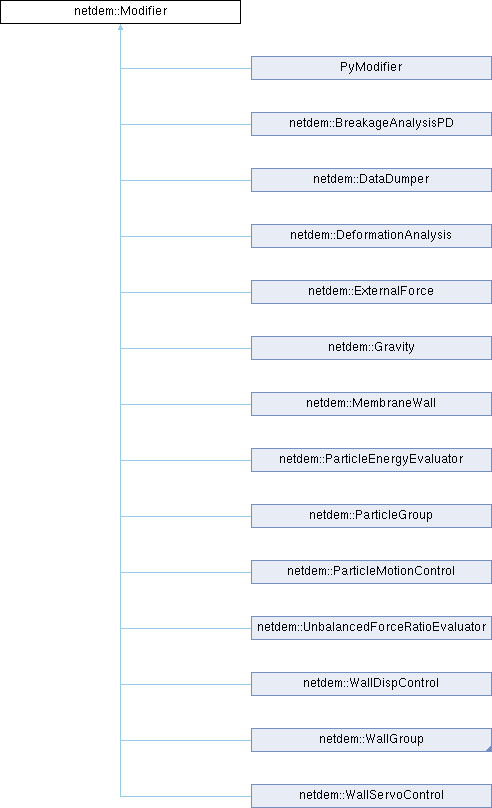 netdem::Modifier
PyModifier
netdem::BreakageAnalysisPD
netdem::DataDumper
netdem::DeformationAnalysis
netdem::ExternalForce
netdem::Gravity
netdem::MembraneWall
netdem::ParticleEnergyEvaluator
netdem::ParticleGroup
netdem::ParticleMotionControl
netdem::UnbalancedForceRatioEvaluator
netdem::WallDispControl
netdem::WallGroup
netdem::WallServoControl